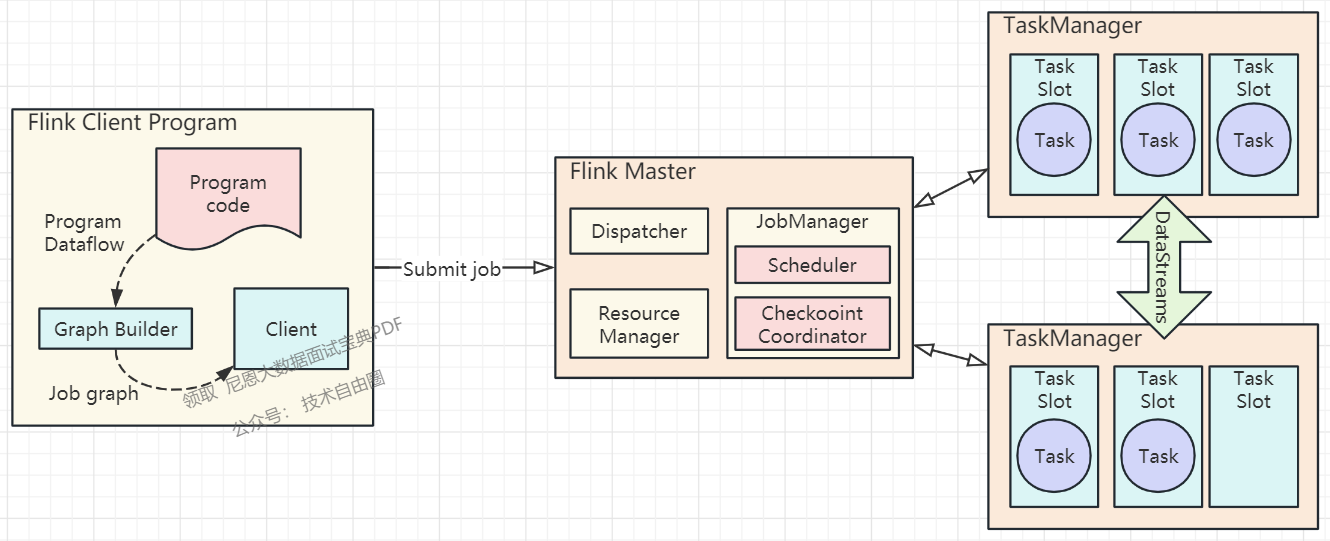 Flink Client Program
Program
code
Program
Dataflow
Graph Builder
Client
Job graph
领取 尼恩大数据面试宝典PDF
公众号： 技术自由圈
Submit job
Flink Master
Dispatcher
Resource
Manager
JobManager
Scheduler
Checkooint
Coordinator
TaskManager
Task
Slot
Task
Task
Slot
Task
Task
Slot
Task
DataStreams
TaskManager
Task
Slot
Task
Task
Slot
Task
Task
Slot